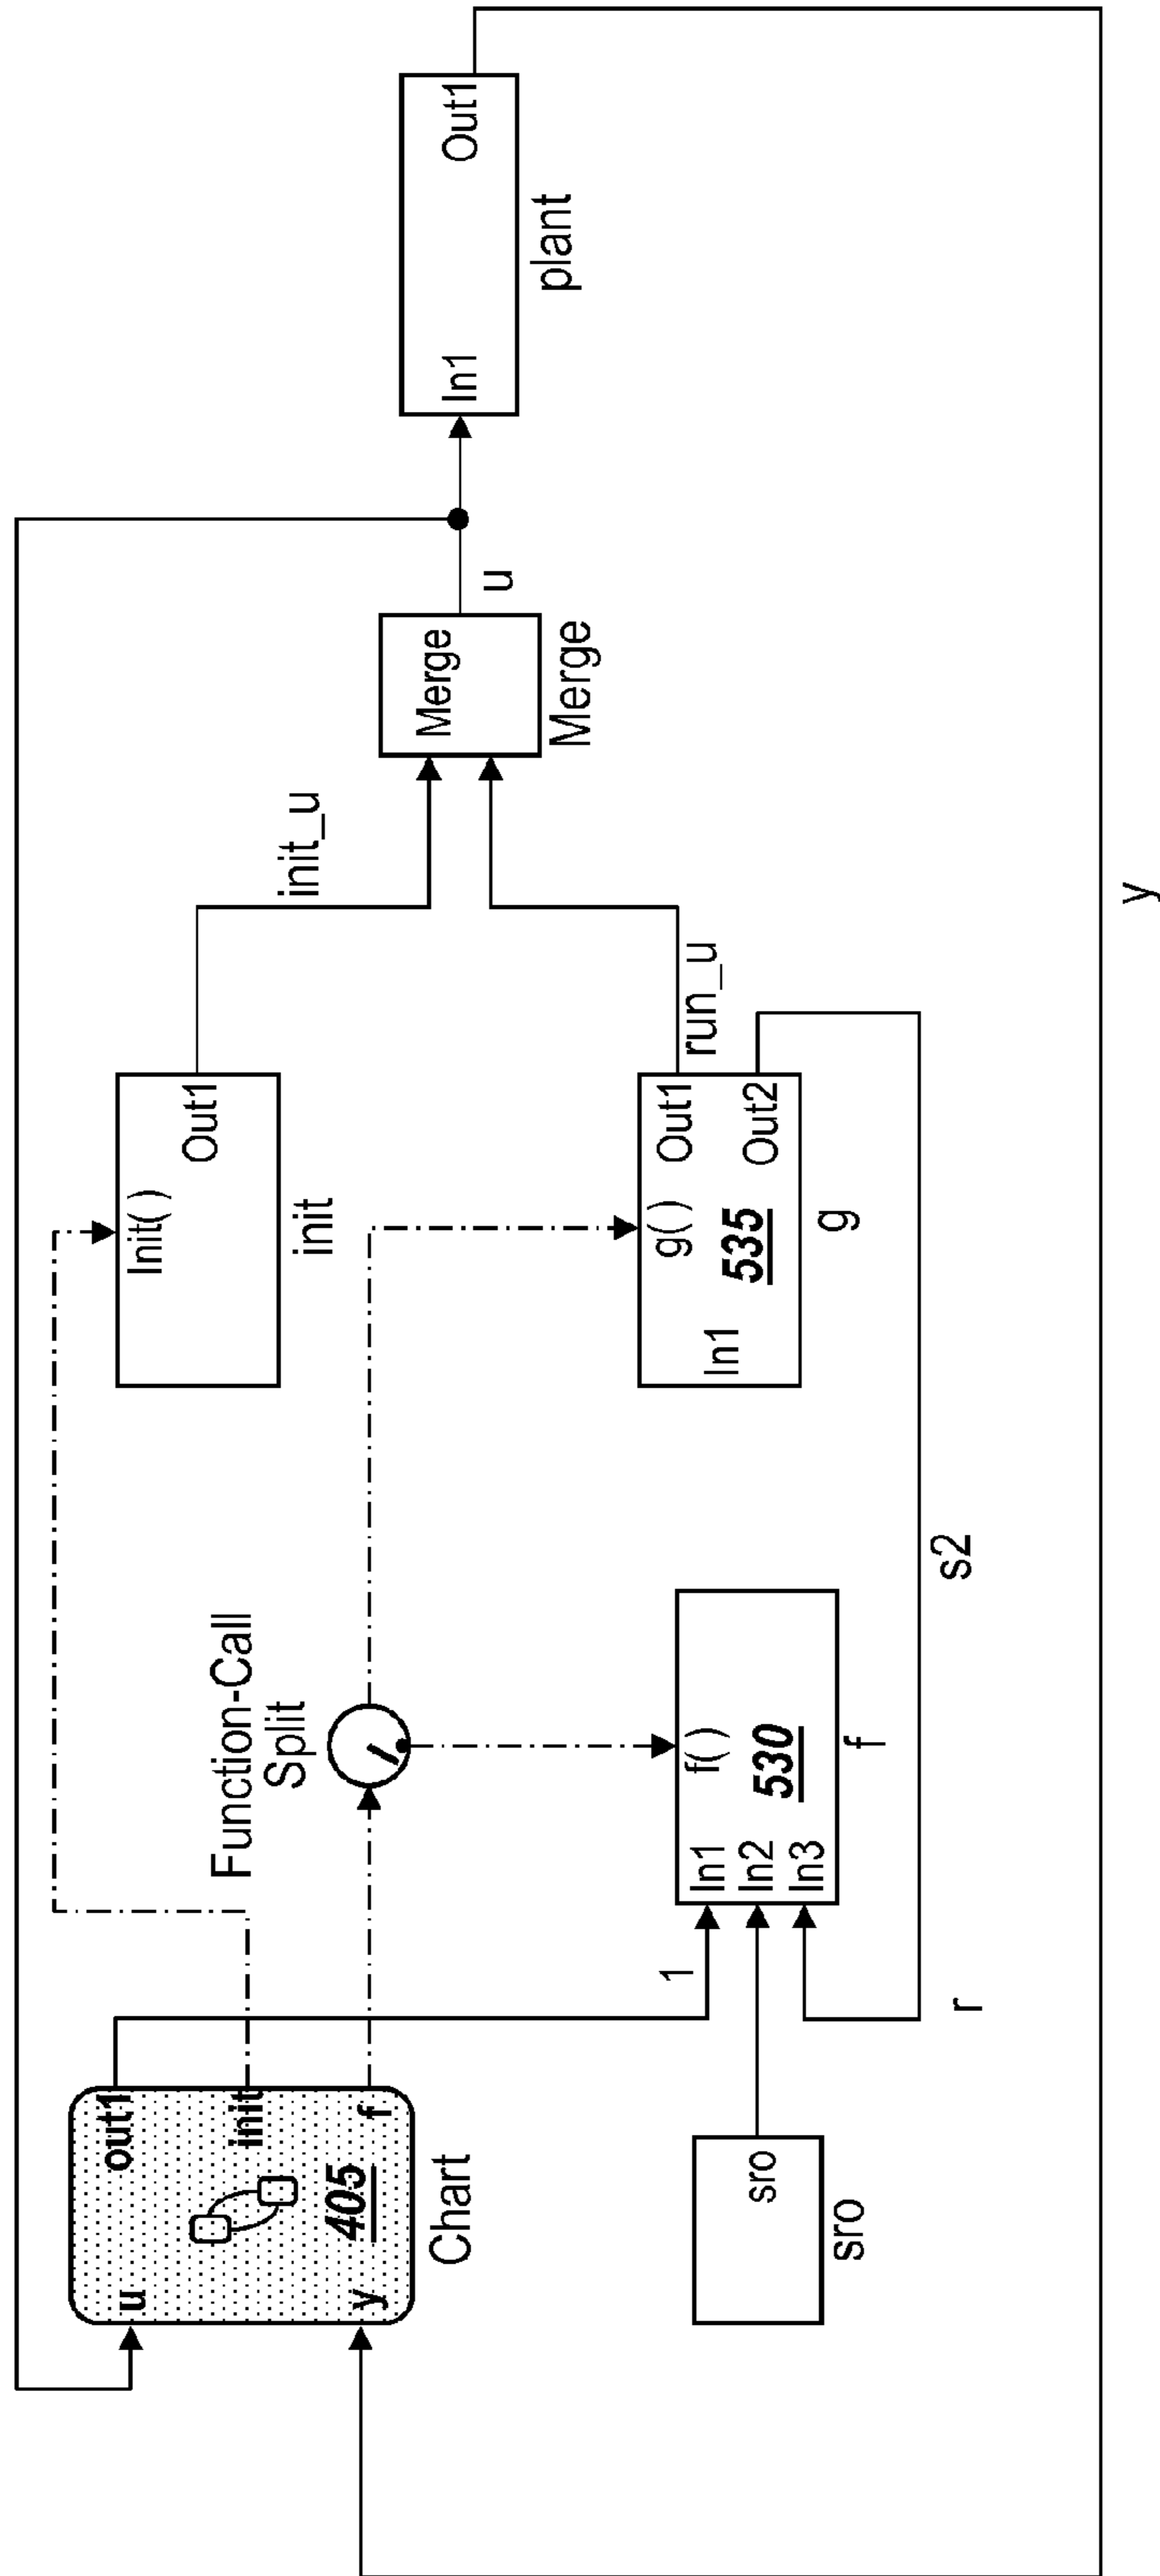 u
out1
init
405
y
f
Chart
Function-Call
Split
Init( )
Out1
init
init_u
Merge
Merge
u
In1
Out1
plant
sro
sro
1
f( )
In1
In2
530
In3
f
g( )
Out1
In1
535
Out2
g
run_u
s2
r
y